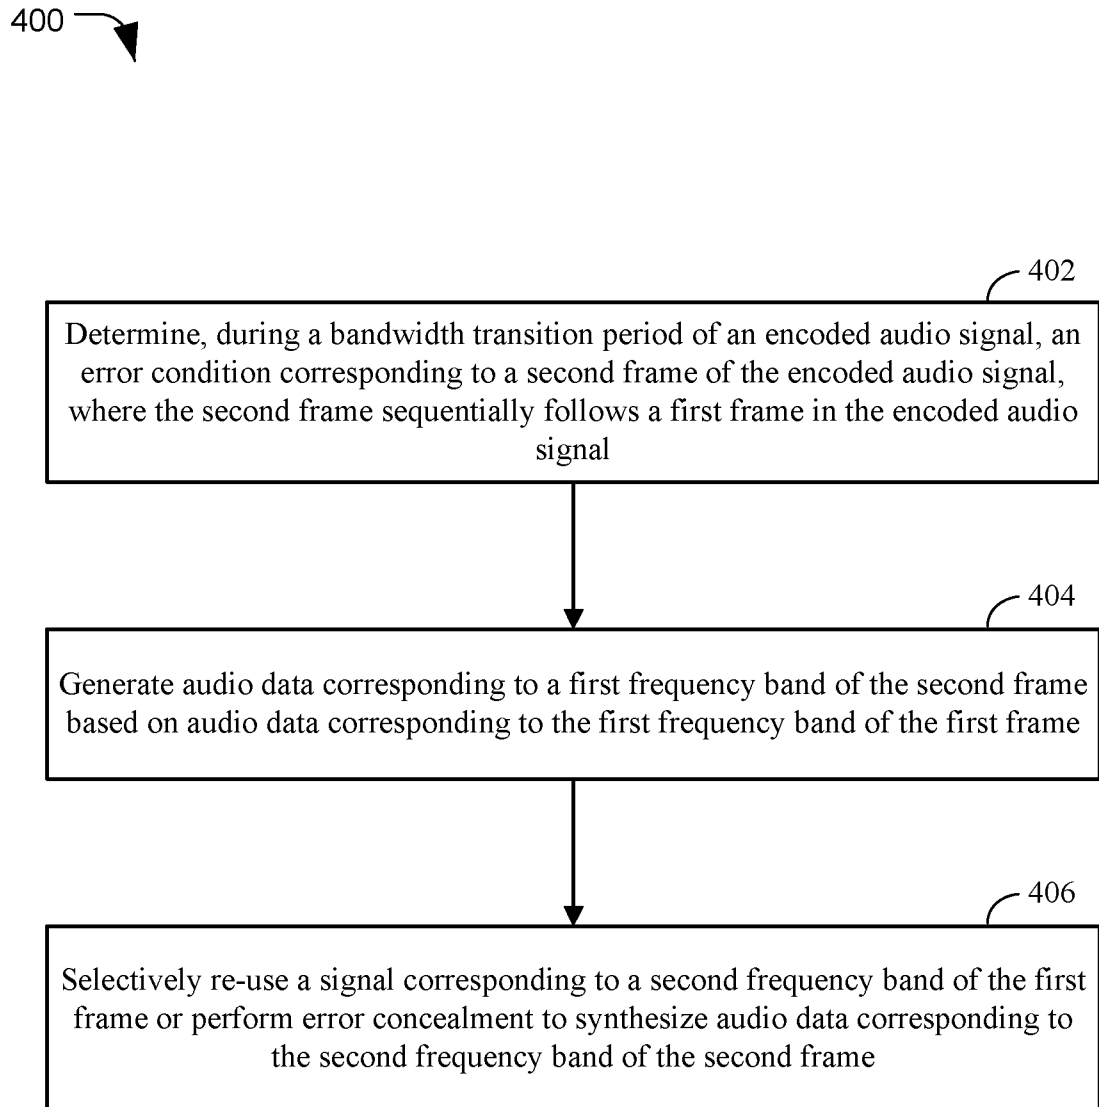 400
402
Determine, during a bandwidth transition period of an encoded audio signal, an
error condition corresponding to a second frame of the encoded audio signal,
where the second frame sequentially follows a first frame in the encoded audio
signal
404
Generate audio data corresponding to a first frequency band of the second frame
based on audio data corresponding to the first frequency band of the first frame
406
Selectively re-use a signal corresponding to a second frequency band of the first
frame or perform error concealment to synthesize audio data corresponding to
the second frequency band of the second frame